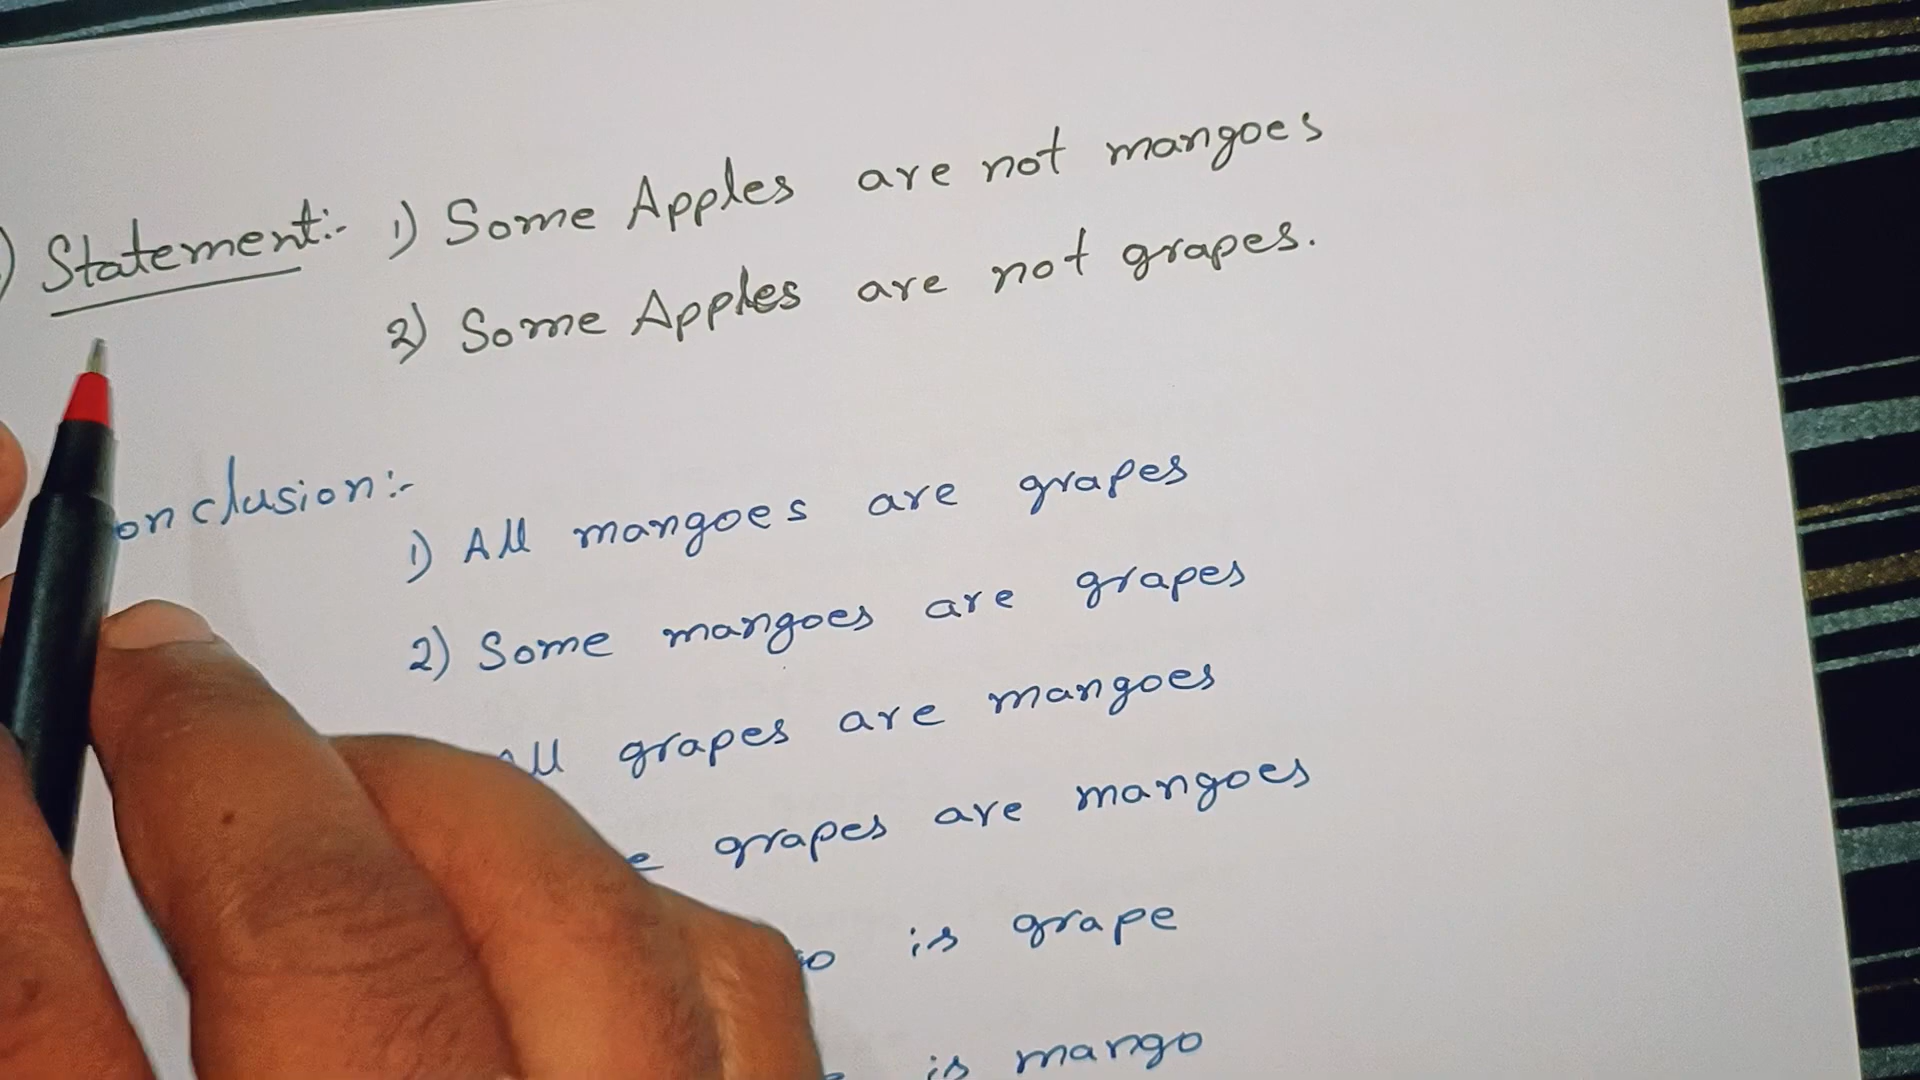 ) Statement:- 1) Some Apples are not mangoes
2) Some Apples are not grapes.
onclusion:-
1) All mangoes are grapes
2) Some mangoes are grapes
grapes are mangoes
grapes are mangoes
is grape
is mango